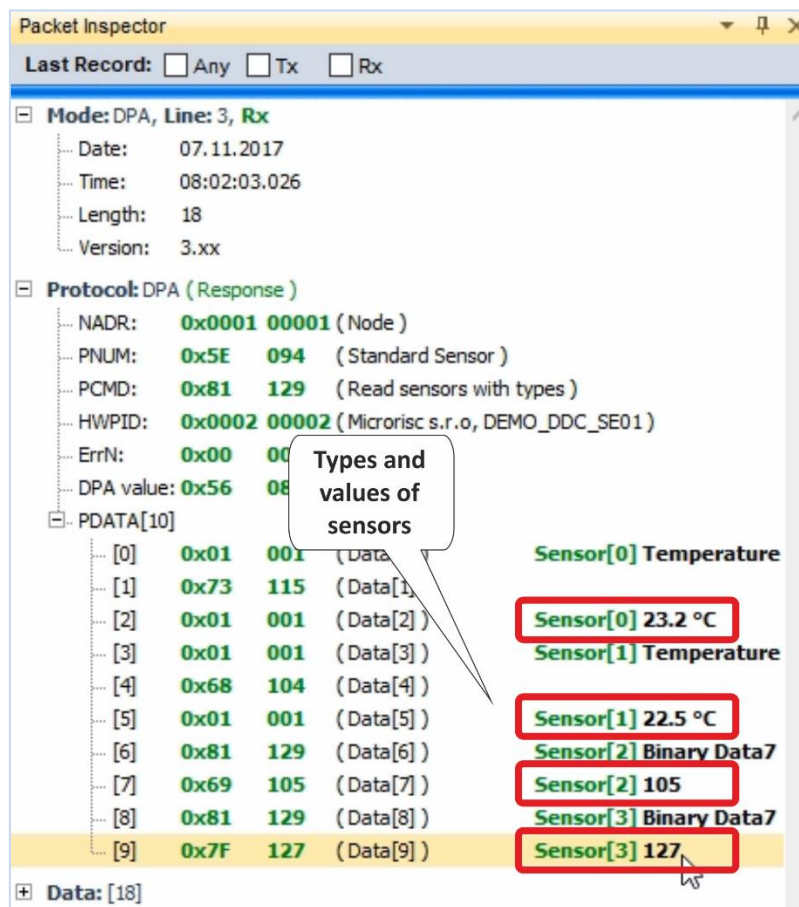 Packet Inspector
Last Record: Any Tx Rx
Mode: DPA, Line: 3, Rx
Date: 07.11.2017
Time: 08:02:03.026
Length: 18
Version: 3.xx
Protocol: DPA ( Response )
NADR: 0x0001 00001 ( Node )
PNUM: 0x5E 094 ( Standard Sensor )
PCMD: 0x81 129 ( Read sensors with types )
HWPID: 0x0002 00002 ( Microrisc s.r.o, DEMO_DDC_SE01 )
ErrN: 0x00
DPA value: 0x56
Types and
values of
sensors
PDATA[10]
[0] 0x01 001 Sensor[0] Temperature
[1] 0x73 115 ( Data[1]
[2] 0x01 001 ( Data[2] ) Sensor[0] 23.2 °C
[3] 0x01 001 ( Data[3] ) Sensor[1] Temperature
[4] 0x68 104 ( Data[4] )
[5] 0x01 001 ( Data[5] ) Sensor[1] 22.5 °C
[6] 0x81 129 ( Data[6] ) Sensor[2] Binary Data7
[7] 0x69 105 ( Data[7] ) Sensor[2] 105
[8] 0x81 129 ( Data[8] ) Sensor[3] Binary Data7
[9] 0x7F 127 ( Data[9] ) Sensor[3] 127
Data: [18]